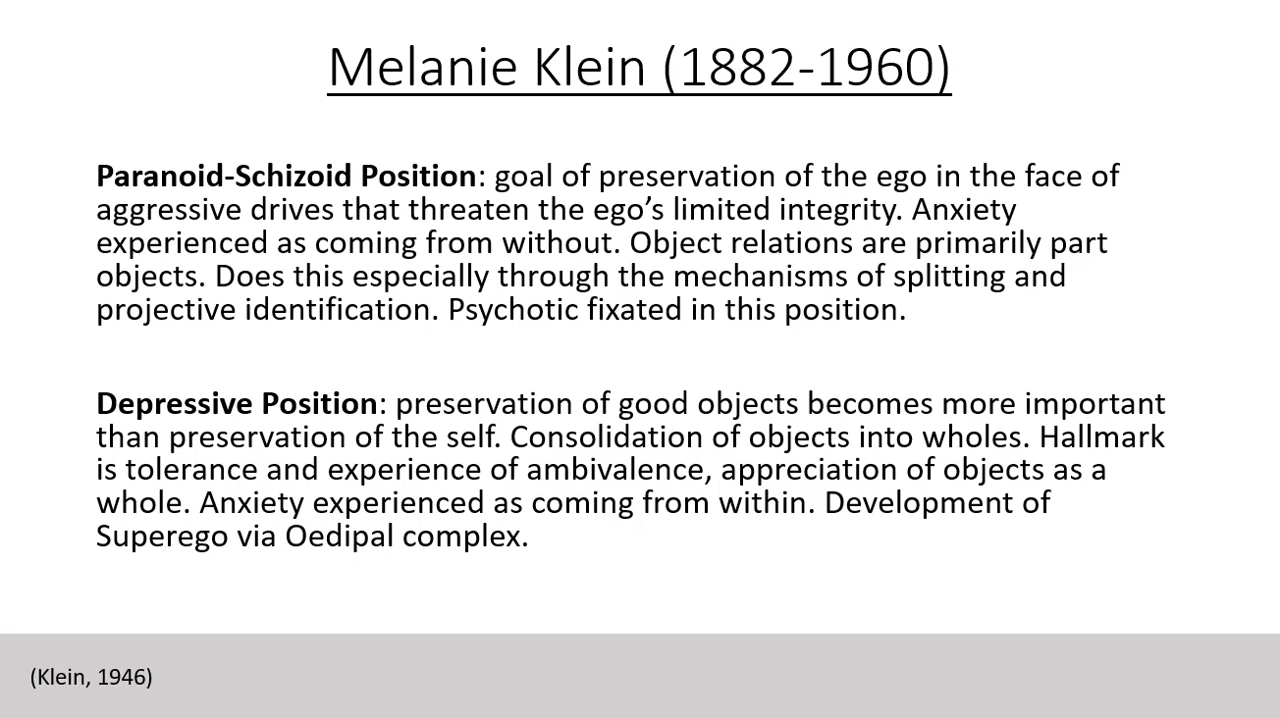 Melanie Klein (1882-1960)
Paranoid-Schizoid Position: goal of preservation of the ego in the face of
aggressive drives that threaten the ego’s limited integrity. Anxiety
experienced as coming from without. Object relations are primarily part
objects. Does this especially through the mechanisms of splitting and
projective identification. Psychotic fixated in this position.
Depressive Position: preservation of good objects becomes more important
than preservation of the self. Consolidation of objects into wholes. Hallmark
is tolerance and experience of ambivalence, appreciation of objects as a
whole. Anxiety experienced as coming from within. Development of
Superego via Oedipal complex.
(Klein, 1946)